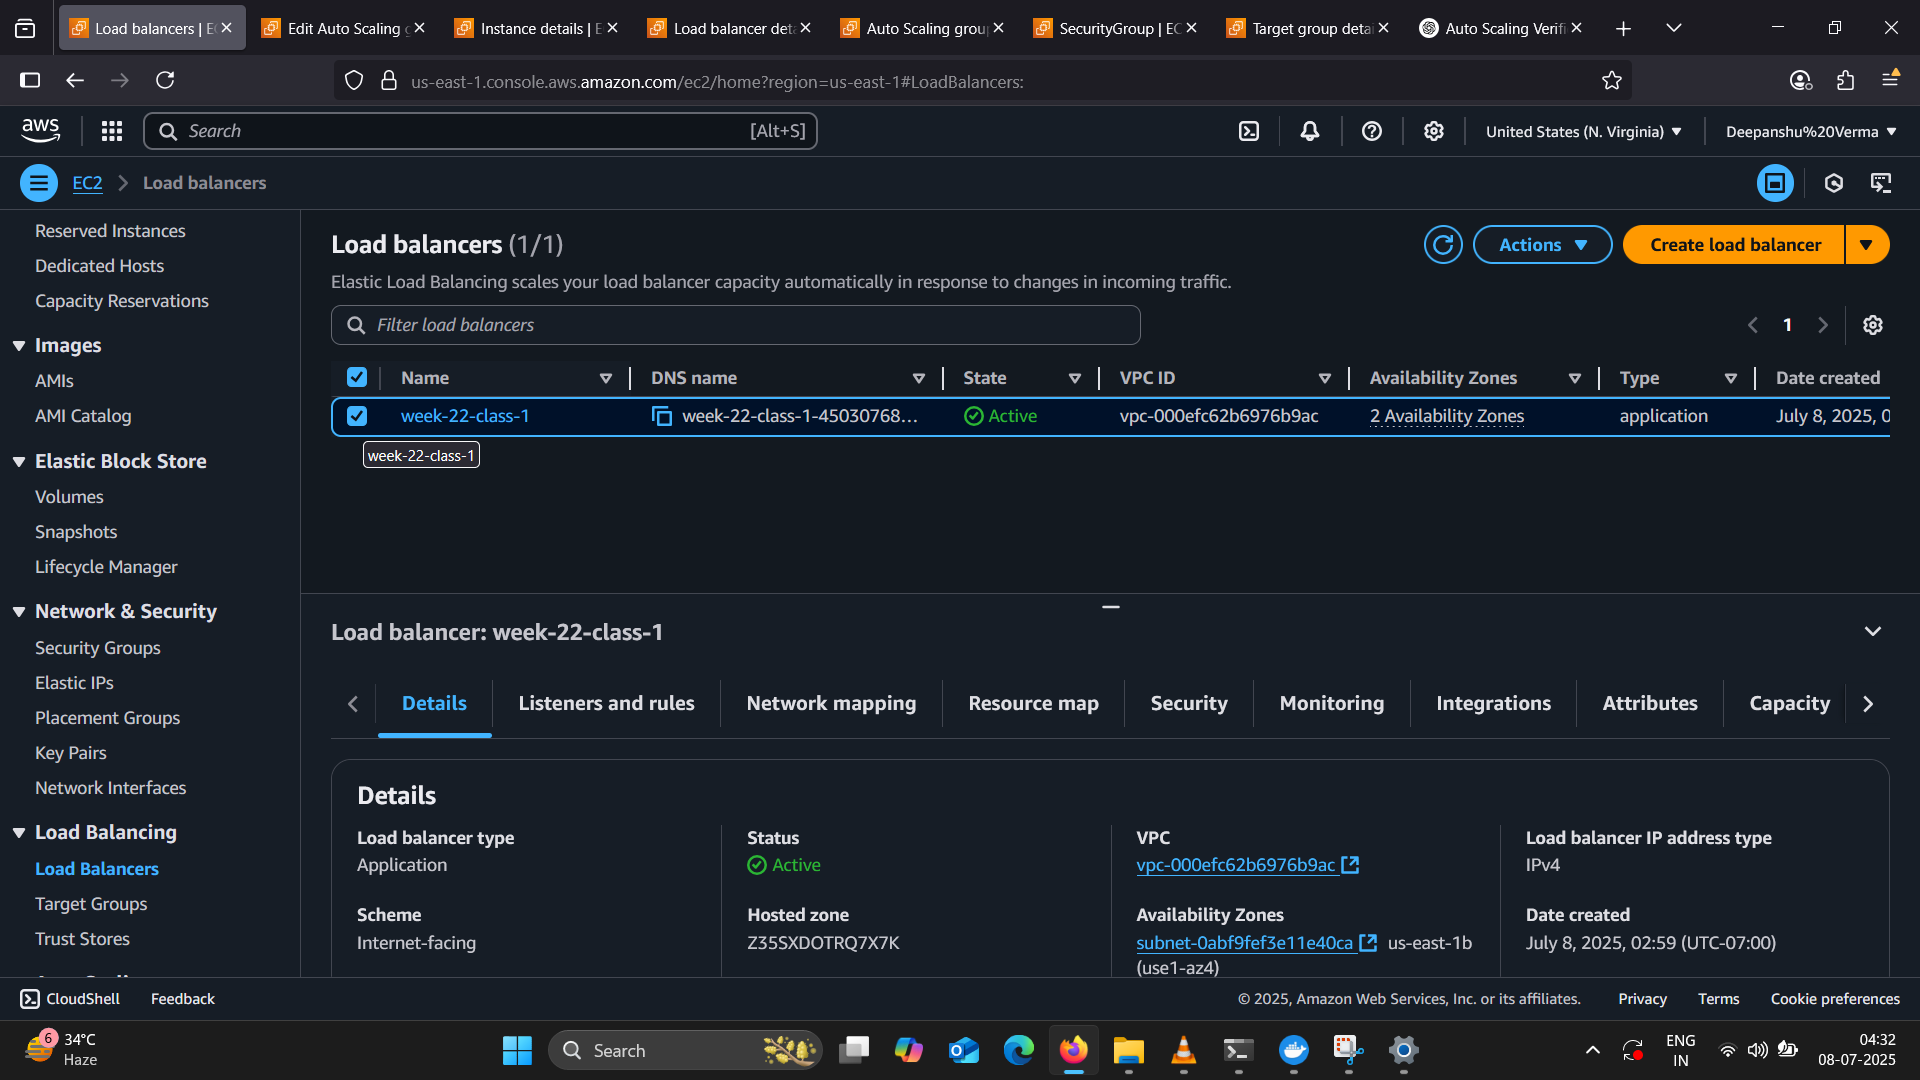 Load balancers | E
Edit Auto Scaling g
Instance details | E
Load balancer deta
Auto Scaling group
SecurityGroup | EC
Target group detai
Auto Scaling Verifi
us-east-1.console.aws.amazon.com/ec2/home?region=us-east-1#LoadBalancers:
aws
Search
[Alt+S]
United States (N. Virginia)
Deepanshu%20Verma
EC2
Load balancers
Reserved Instances
Dedicated Hosts
Capacity Reservations
Images
AMIs
AMI Catalog
Elastic Block Store
Volumes
Snapshots
Lifecycle Manager
Network & Security
Security Groups
Elastic IPs
Placement Groups
Key Pairs
Network Interfaces
Load Balancing
Load Balancers
Target Groups
Trust Stores
Load balancers (1/1)
Actions
Create load balancer
Elastic Load Balancing scales your load balancer capacity automatically in response to changes in incoming traffic.
Filter load balancers
1
Name
DNS name
State
VPC ID
Availability Zones
Type
Date created
week-22-class-1
week-22-class-1-45030768...
Active
vpc-000efc62b6976b9ac
2 Availability Zones
application
July 8, 2025, 0
week-22-class-1
Load balancer: week-22-class-1
Details
Listeners and rules
Network mapping
Resource map
Security
Monitoring
Integrations
Attributes
Capacity
Details
Load balancer type
Application
Status
Active
VPC
vpc-000efc62b6976b9ac
Load balancer IP address type
IPv4
Scheme
Internet-facing
Hosted zone
Z35SXDOTRQ7X7K
Availability Zones
subnet-0abf9fef3e11e40ca us-east-1b
(use1-az4)
Date created
July 8, 2025, 02:59 (UTC-07:00)
CloudShell
Feedback
© 2025, Amazon Web Services, Inc. or its affiliates.
Privacy
Terms
Cookie preferences
6
34°C
Haze
Search
ENG
IN
04:32
08-07-2025